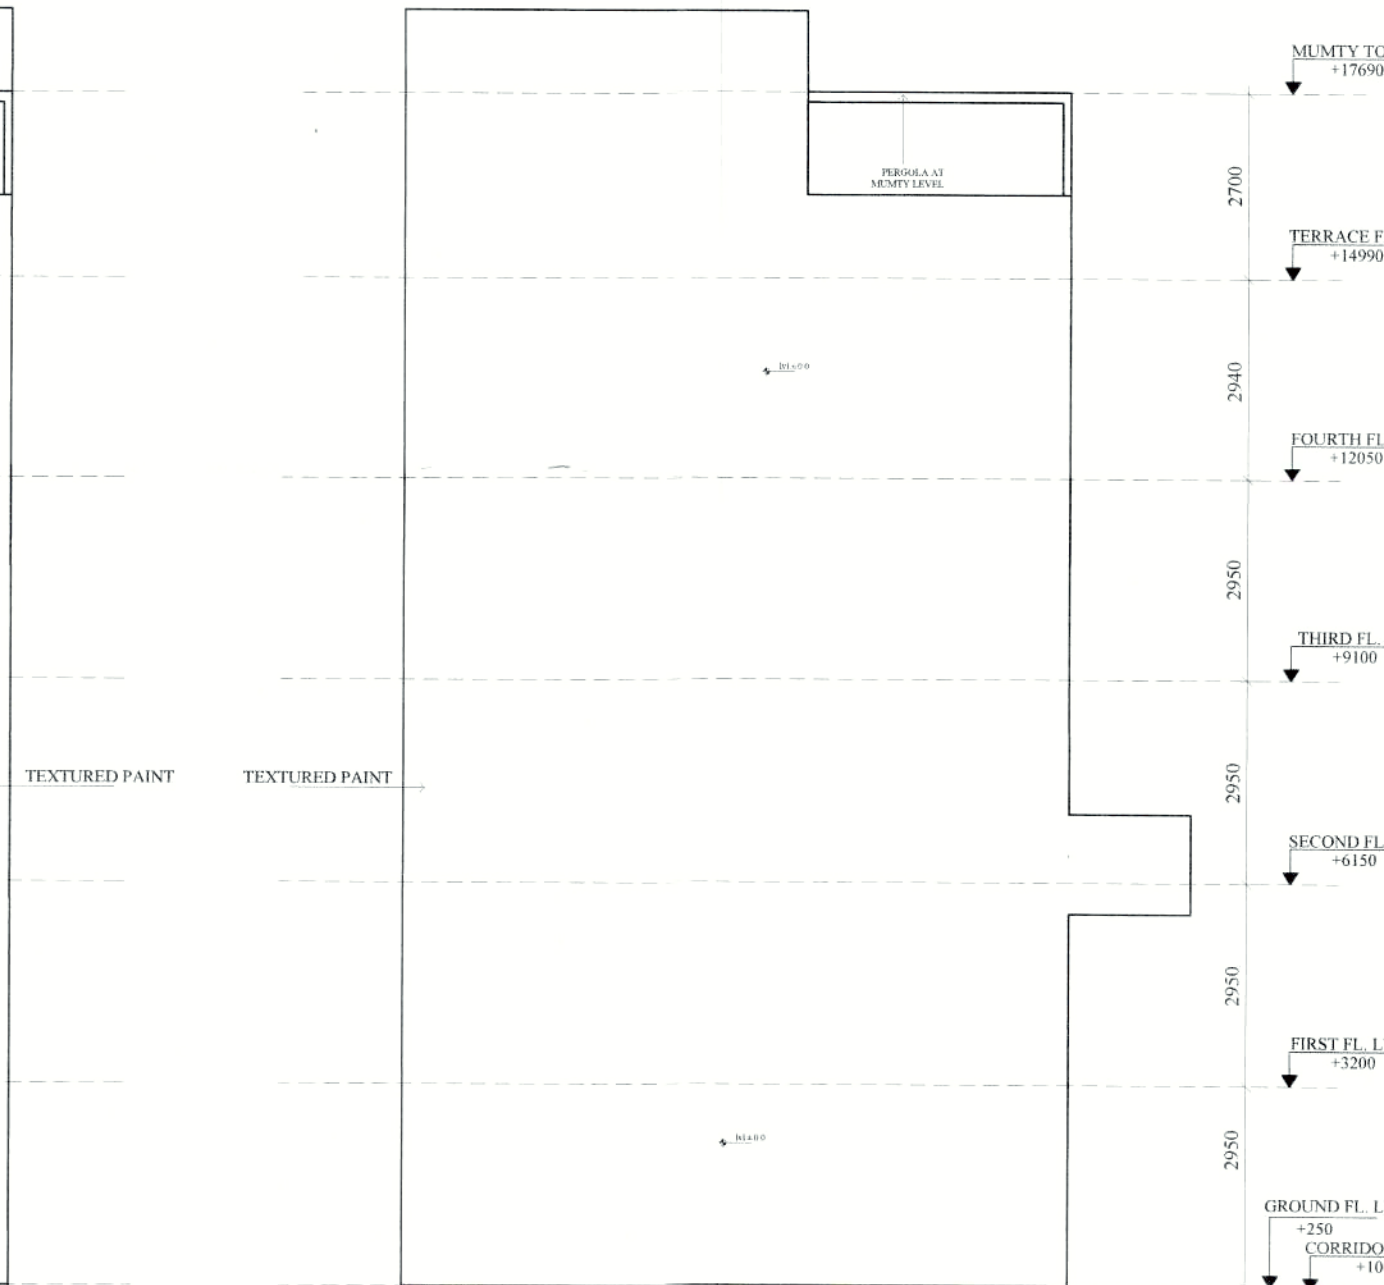 MUMTY TO
+17690
PERGOLA AT
MUMTY LEVEL
2700
TERRACE F
+14990
2940
FOURTH FL
+12050
2950
THIRD FL.
+9100
TEXTURED PAINT
TEXTURED PAINT
2950
SECOND FL.
+6150
2950
FIRST FL. L
+3200
2950
GROUND FL. L
+250
CORRIDO
+10